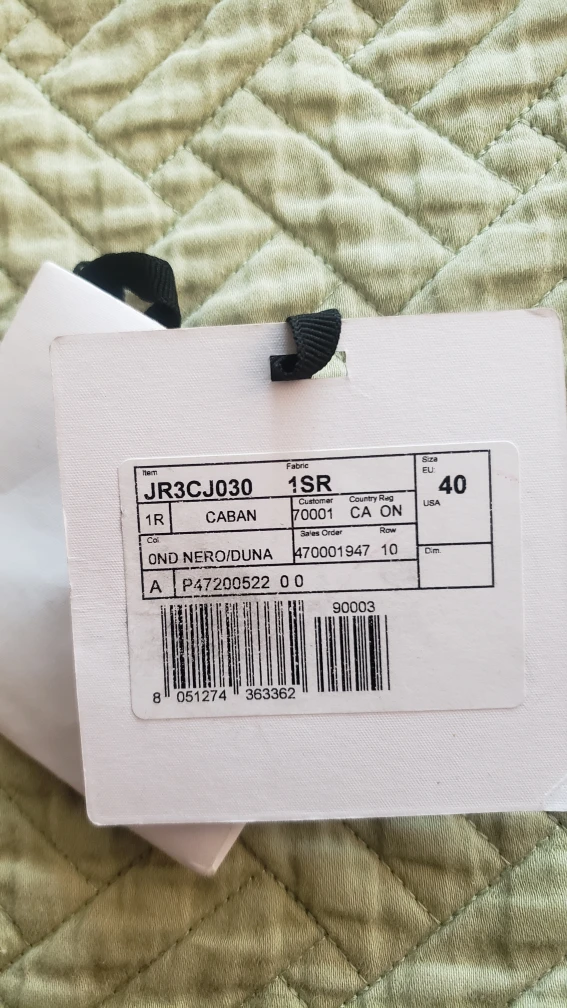 Item Fabric Size
JR3CJ030 1SR EU:
40
Customer Country Reg
1R CABAN 70001 CA ON USA
Col. Sales Order Row
0ND NERO/DUNA 470001947 10 Dim.
A P47200522 0 0
90003
8 051274 363362